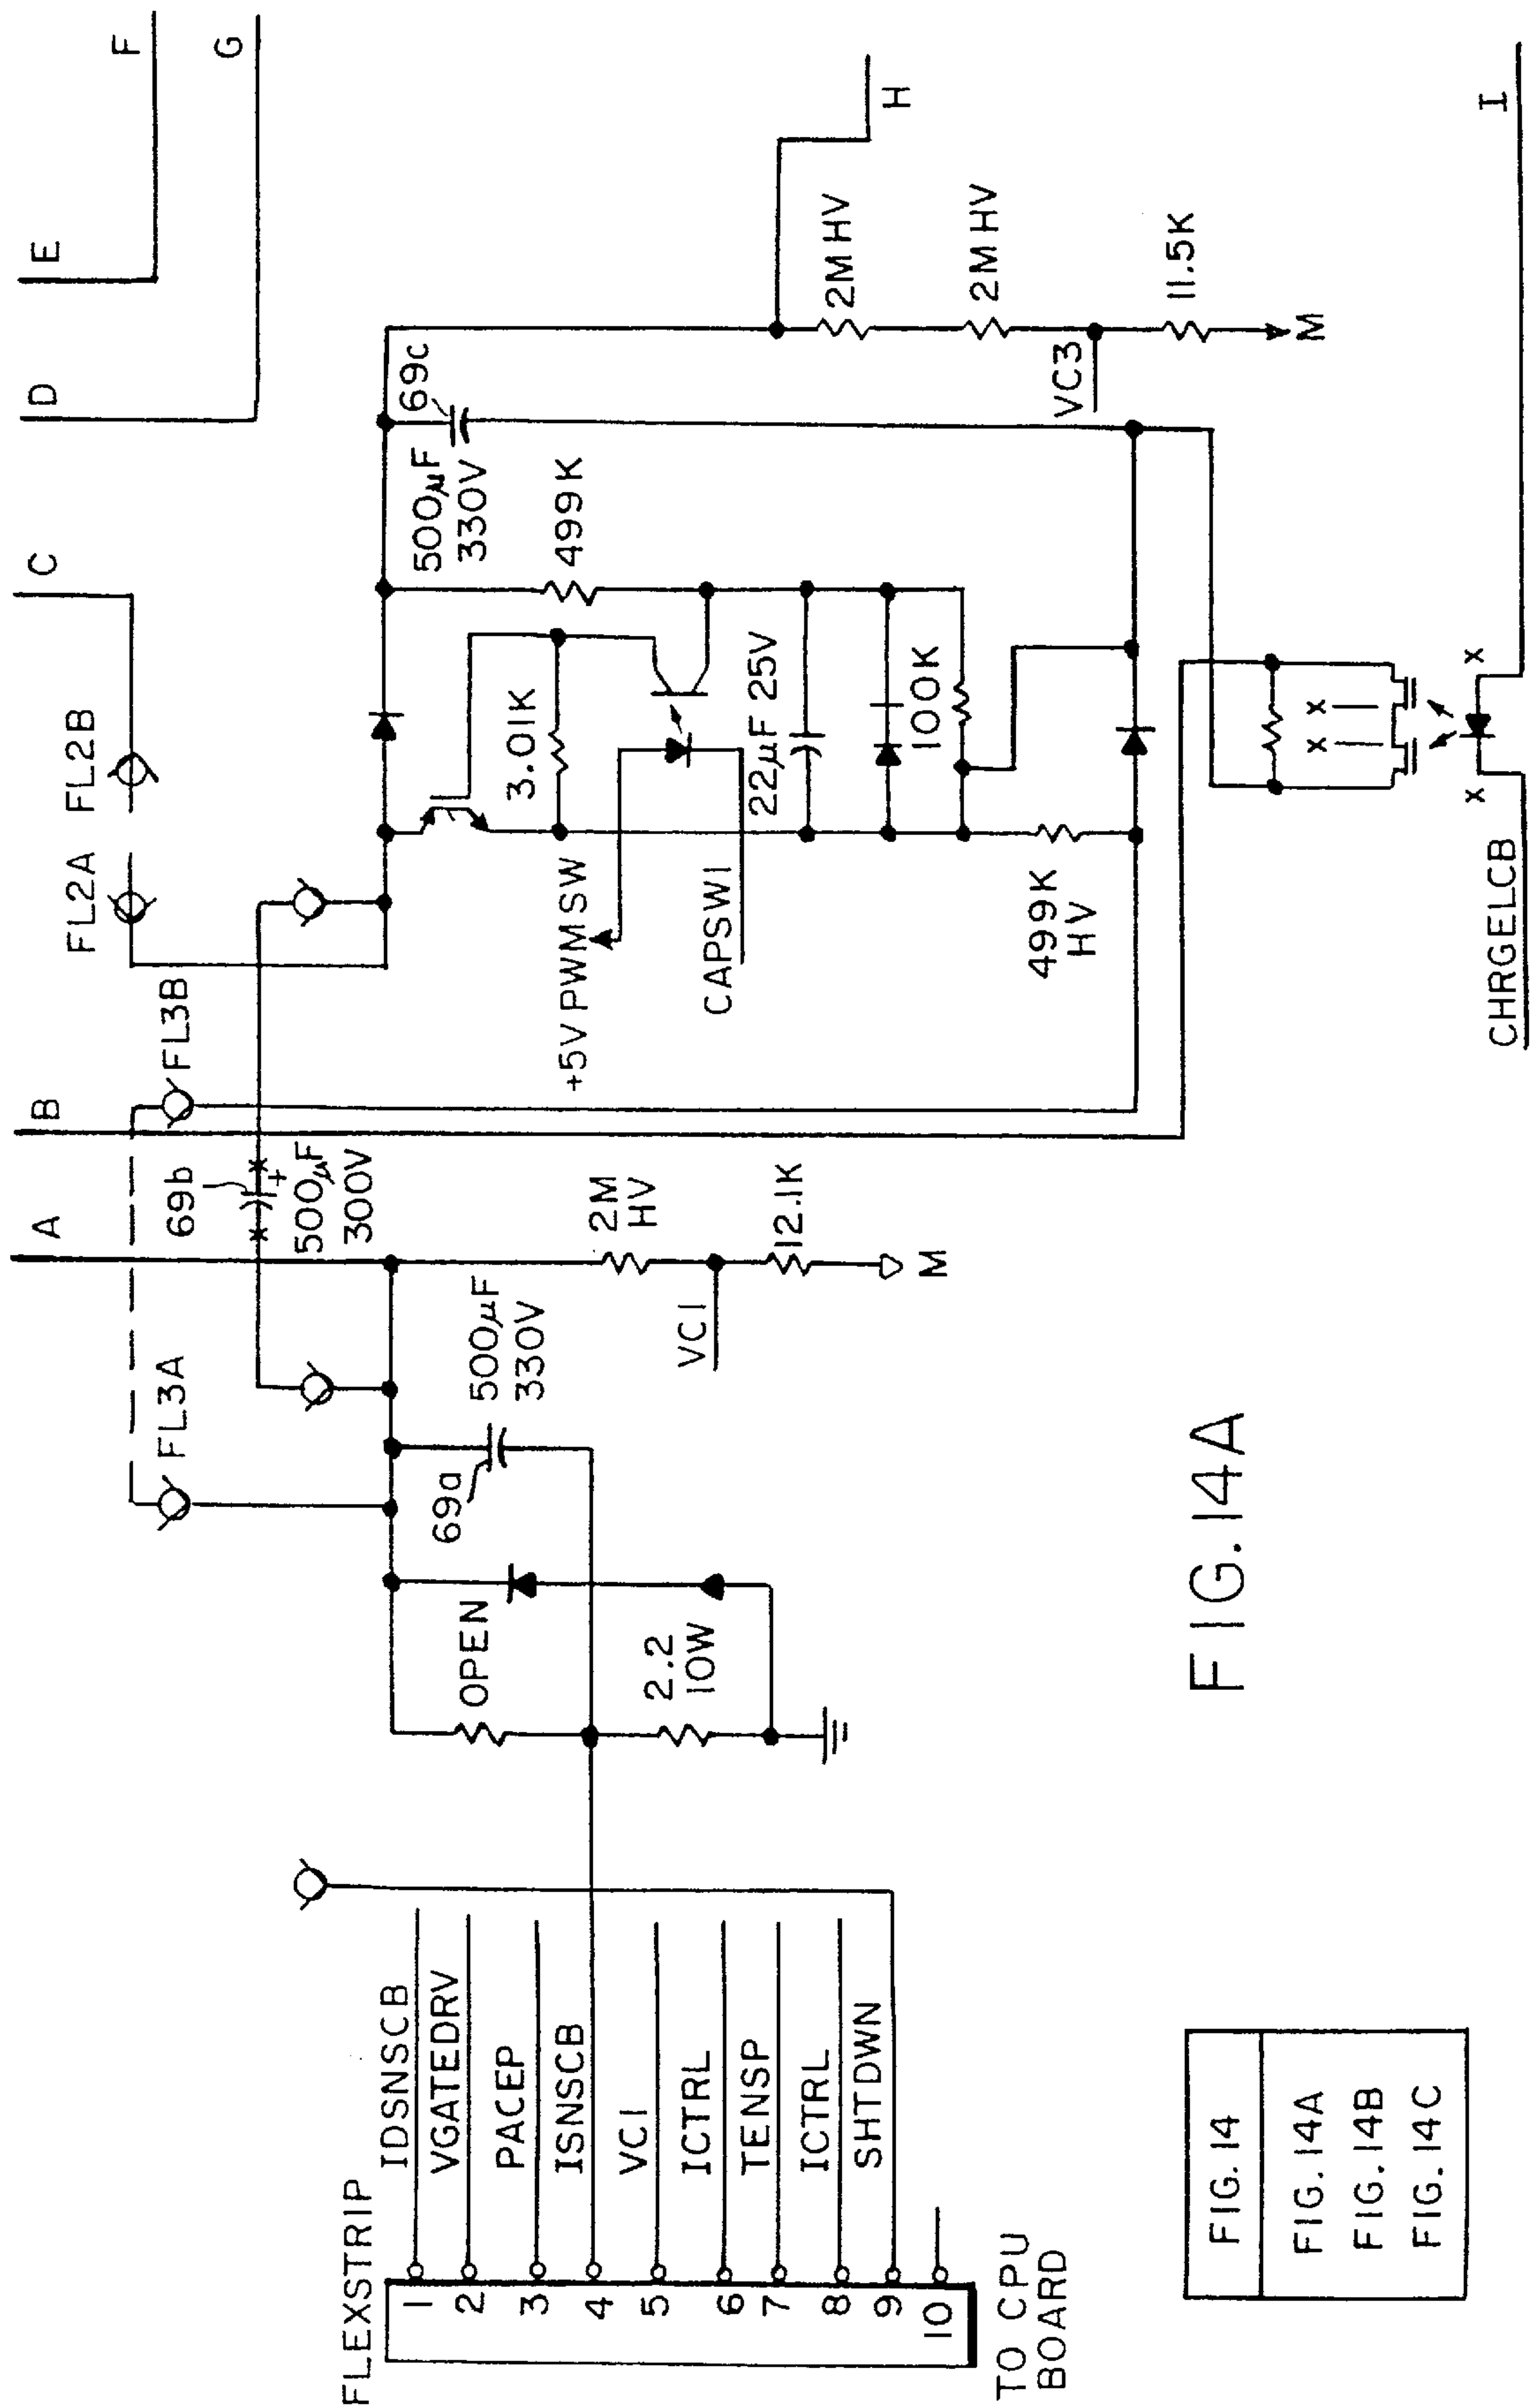 FLEXSTRIP
1 IDSNSCB
2 VGATEDRV
3 PACEP
4 ISNSCB
5 VC1
6 ICTRL
7 TENSP
8 ICTRL
9 SHTDWN
10
TO CPU
BOARD
OPEN
2.2
10W
69a
500µF
330V
FL3A
A
69b
+
500µF
300V
2M
HV
VC1
12.1K
M
B
FL3B
FL2A
FL2B
C
D
E
F
G
H
I
+5V PWM SW
CAPSW1
3.01K
499K
22µF 25V
100K
499K
HV
500µF
330V
69c
2M HV
2M HV
VC3
11.5K
M
X X
X
X
CHRGELCB
FIG. 14
FIG. 14A
FIG. 14B
FIG. 14C
FIG. 14A